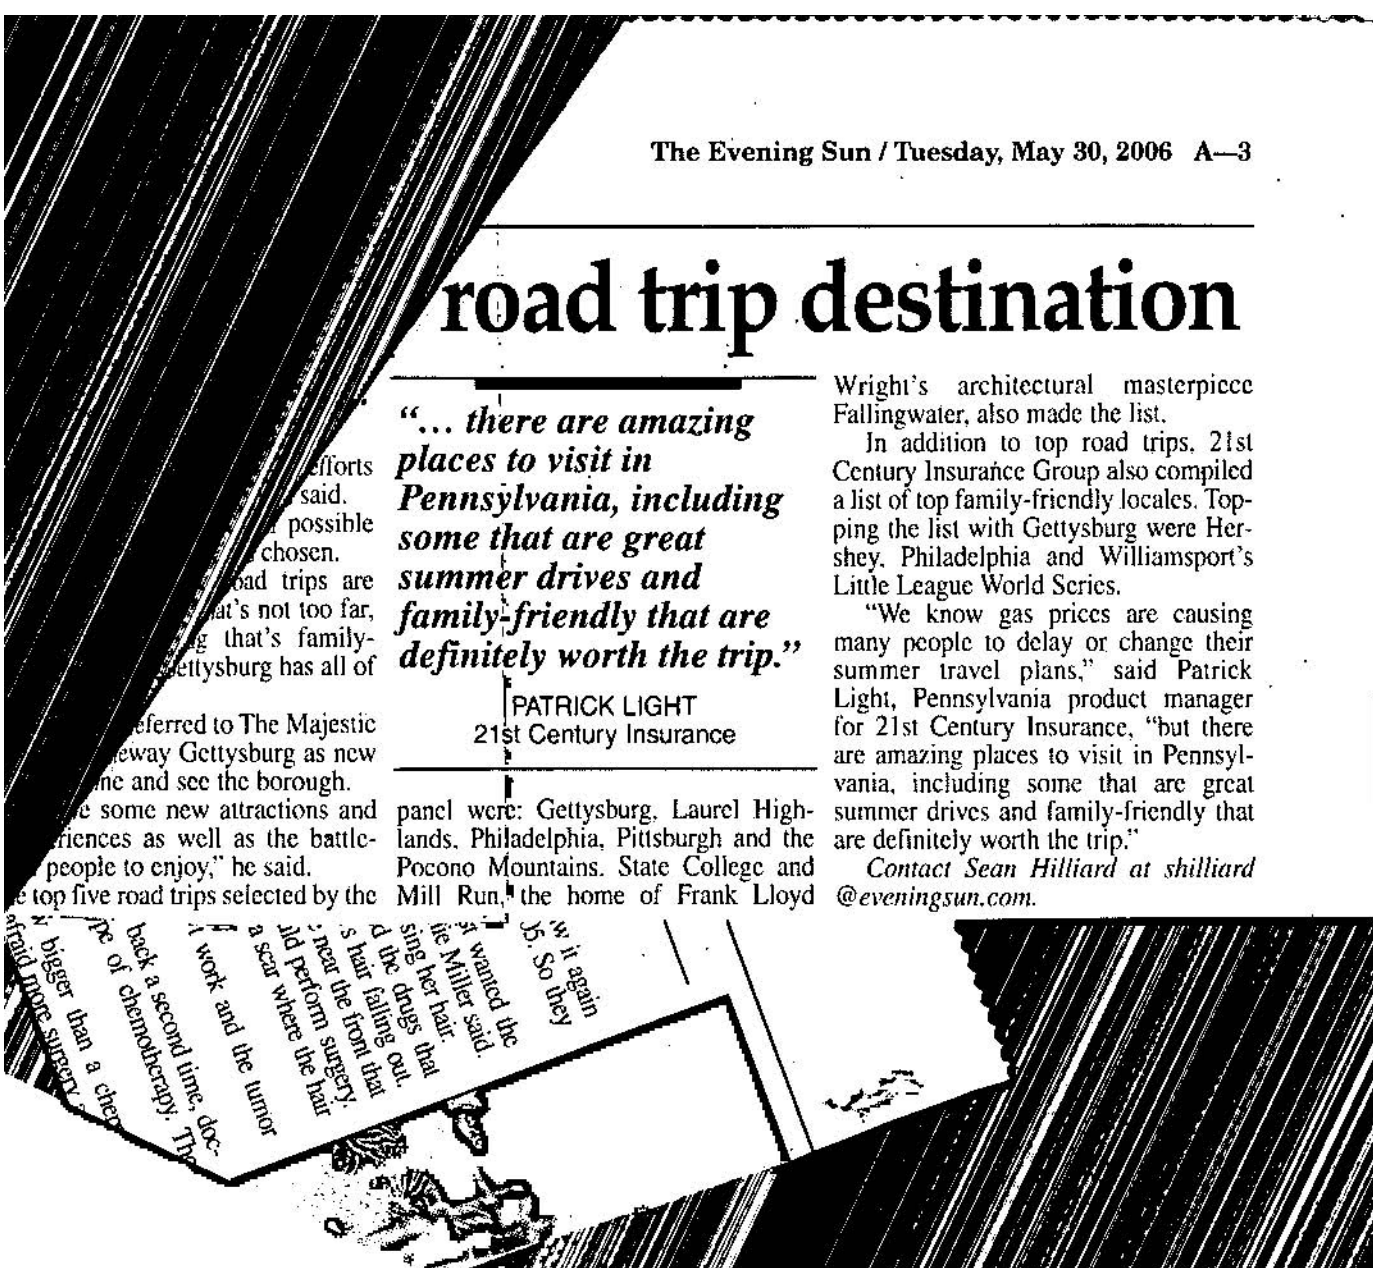 The Evening Sun / Tuesday, May 30, 2006 A—3
road trip destination
efforts
said.
possible
chosen.
road trips are
that's not too far,
that's family-
Gettysburg has all of
referred to The Majestic
Gateway Gettysburg as new
and see the borough.
some new attractions and
experiences as well as the battle-
people to enjoy," he said.
top five road trips selected by the
“... there are amazing
places to visit in
Pennsylvania, including
some that are great
summer drives and
family-friendly that are
definitely worth the trip.”
PATRICK LIGHT
21st Century Insurance
panel were: Gettysburg, Laurel High-
lands, Philadelphia, Pittsburgh and the
Pocono Mountains. State College and
Mill Run, the home of Frank Lloyd
Wright's architectural masterpiece
Fallingwater, also made the list.
In addition to top road trips, 21st
Century Insurance Group also compiled
a list of top family-friendly locales. Top-
ping the list with Gettysburg were Her-
shey, Philadelphia and Williamsport's
Little League World Series.
"We know gas prices are causing
many people to delay or change their
summer travel plans," said Patrick
Light, Pennsylvania product manager
for 21st Century Insurance, "but there
are amazing places to visit in Pennsyl-
vania, including some that are great
summer drives and family-friendly that
are definitely worth the trip."
Contact Sean Hilliard at shilliard
@eveningsun.com.
w it again
05. So they
st wanted the
ie Miller said.
sing her hair.
d the drugs that
s hair falling out.
near the front that
ld perform surgery.
a scar where the hair
work and the tumor
back a second time, doc-
pe of chemotherapy. The
bigger than a
afraid more surgery